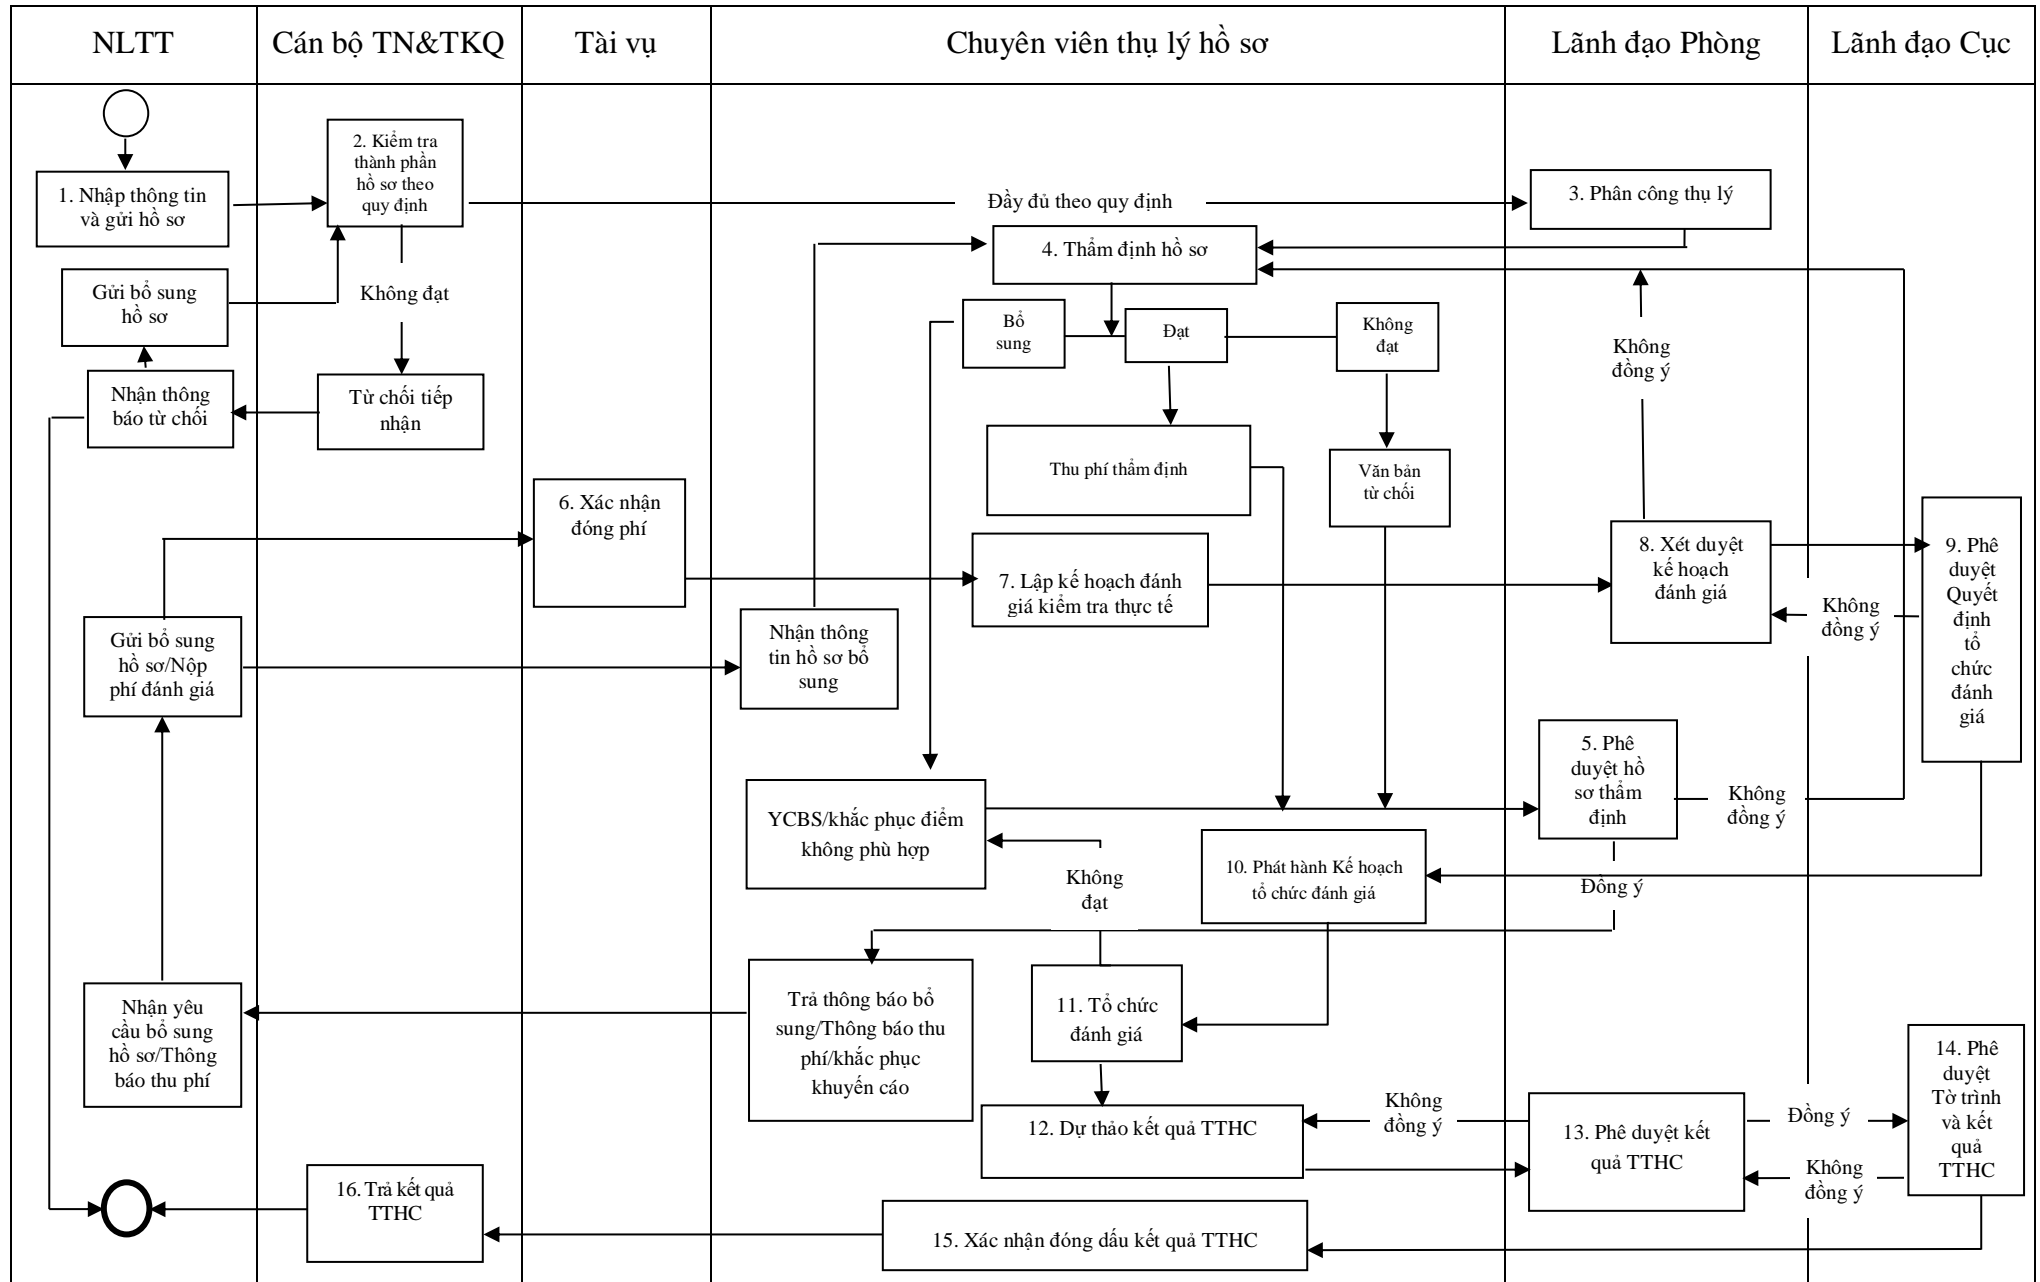 NLTT
Cán bộ TN&TKQ
Tài vụ
Chuyên viên thụ lý hồ sơ
Lãnh đạo Phòng
Lãnh đạo Cục
1. Nhập thông tin
và gửi hồ sơ
2. Kiểm tra
thành phần
hồ sơ theo
quy định
Đầy đủ theo quy định
3. Phân công thụ lý
4. Thẩm định hồ sơ
Gửi bổ sung
hồ sơ
Không đạt
Bổ
sung
Đạt
Không
đạt
Không
đồng ý
Nhận thông
báo từ chối
Từ chối tiếp
nhận
Thu phí thẩm định
Văn bản
từ chối
6. Xác nhận
đóng phí
7. Lập kế hoạch đánh
giá kiểm tra thực tế
8. Xét duyệt
kế hoạch
đánh giá
9. Phê
duyệt
Quyết
định
tổ
chức
đánh
giá
Không
đồng ý
Gửi bổ sung
hồ sơ/Nộp
phí đánh giá
Nhận thông
tin hồ sơ bổ
sung
5. Phê
duyệt hồ
sơ thẩm
định
Không
đồng ý
YCBS/khắc phục điểm
không phù hợp
Không
đạt
10. Phát hành Kế hoạch
tổ chức đánh giá
Đồng ý
Nhận yêu
cầu bổ sung
hồ sơ/Thông
báo thu phí
Trả thông báo bổ
sung/Thông báo thu
phí/khắc phục
khuyến cáo
11. Tổ chức
đánh giá
12. Dự thảo kết quả TTHC
Không
đồng ý
13. Phê duyệt kết
quả TTHC
Đồng ý
Không
đồng ý
14. Phê
duyệt
Tờ trình
và kết
quả
TTHC
16. Trả kết quả
TTHC
15. Xác nhận đóng dấu kết quả TTHC